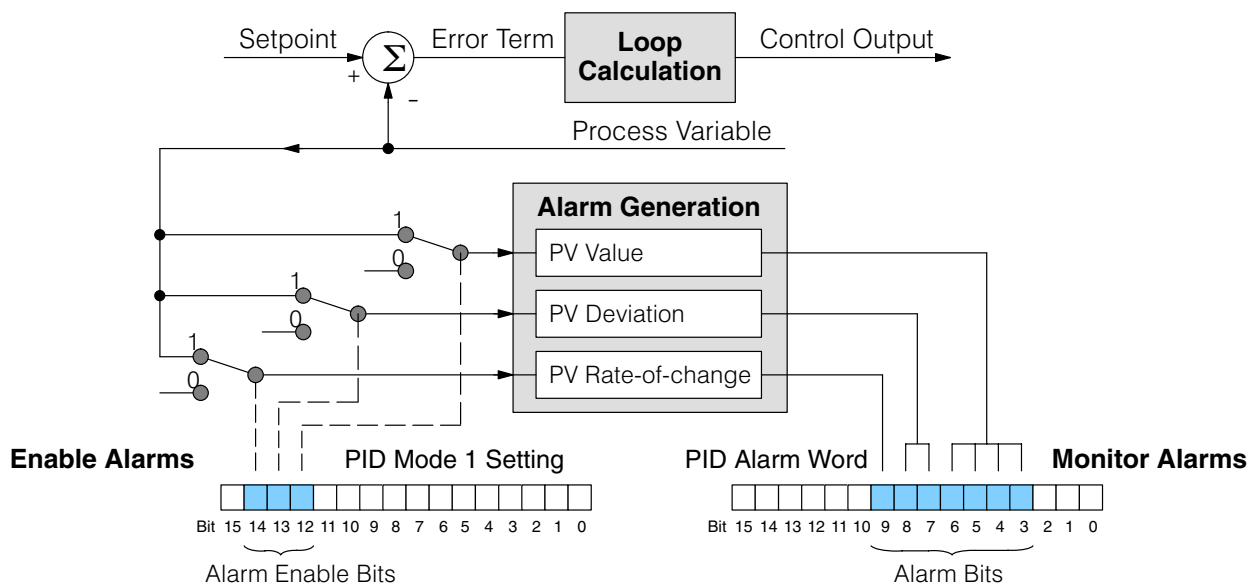 Setpoint
+
Σ
−
Error Term
Loop
Calculation
Control Output
Process Variable
Alarm Generation
1
0
PV Value
1
0
PV Deviation
1
0
PV Rate-of-change
Enable Alarms
PID Mode 1 Setting
Bit 15 14 13 12 11 10 9 8 7 6 5 4 3 2 1 0
Alarm Enable Bits
PID Alarm Word
Monitor Alarms
Bit 15 14 13 12 11 10 9 8 7 6 5 4 3 2 1 0
Alarm Bits